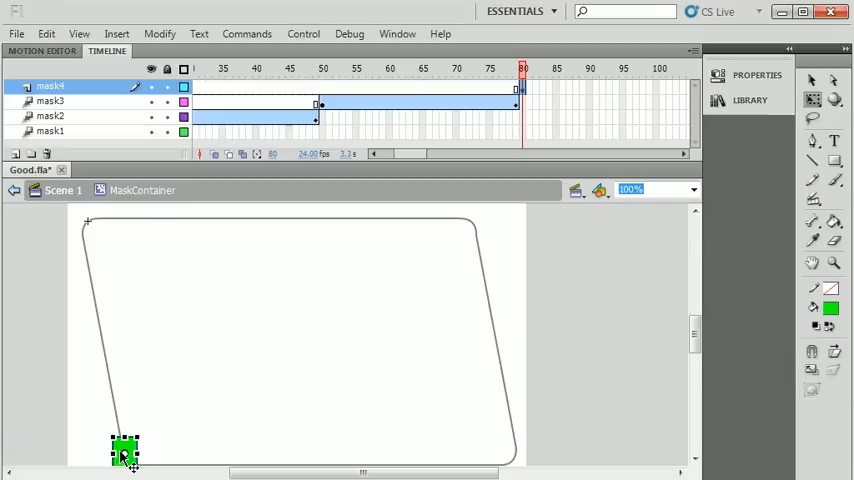 Fl ESSENTIALS CS Live
File Edit View Insert Modify Text Commands Control Debug Window Help
MOTION EDITOR TIMELINE
35 45 50 55 60 65 70 75 80 85 90 95 100
mask4
mask3
mask2
mask1
80 24.00 fps 3.3 s
Good.fla*
Scene 1 MaskContainer 100%
PROPERTIES
LIBRARY